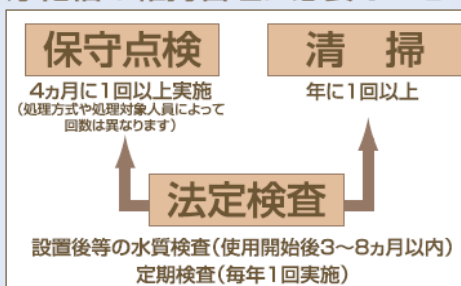 保守点検
4ヵ月に1回以上実施
(処理方式や処理対象人員によって
回数は異なります)
清 掃
年に1回以上
法定検査
設置後等の水質検査(使用開始後3〜8ヵ月以内)
定期検査(毎年1回実施)